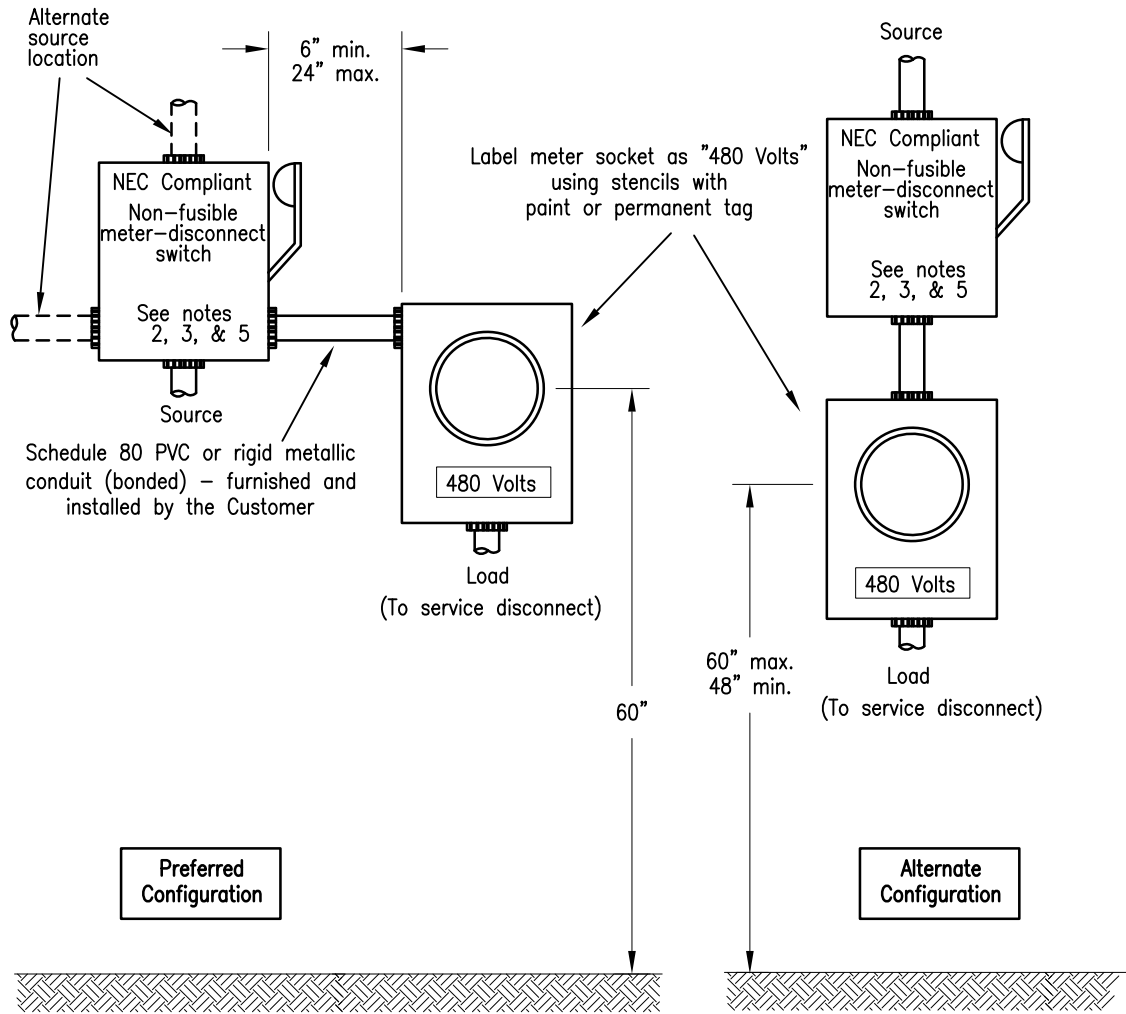 Alternate
source
location
6" min.
24" max.
NEC Compliant
Non-fusible
meter-disconnect
switch
See notes
2, 3, & 5
Source
Schedule 80 PVC or rigid metallic
conduit (bonded) – furnished and
installed by the Customer
Label meter socket as "480 Volts"
using stencils with
paint or permanent tag
480 Volts
Load
(To service disconnect)
60"
Preferred
Configuration
Source
NEC Compliant
Non-fusible
meter-disconnect
switch
See notes
2, 3, & 5
480 Volts
Load
(To service disconnect)
60" max.
48" min.
Alternate
Configuration